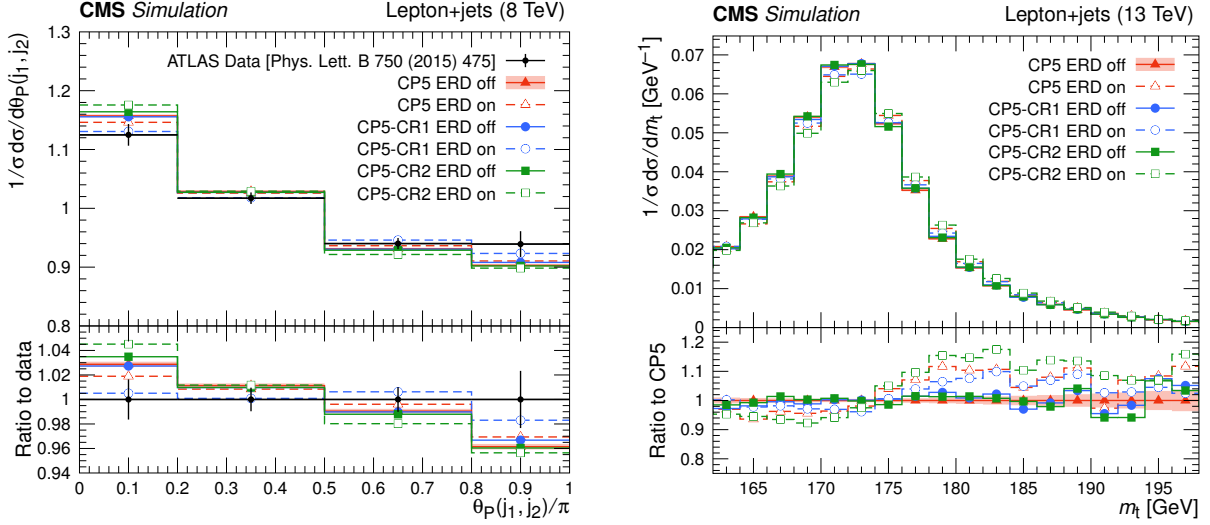 CMS Simulation Lepton+jets (8 TeV)
1/σ dσ/dθP(j1, j2)
1.3
1.2
1.1
1
0.9
0.8
ATLAS Data [Phys. Lett. B 750 (2015) 475]
CP5 ERD off
CP5 ERD on
CP5-CR1 ERD off
CP5-CR1 ERD on
CP5-CR2 ERD off
CP5-CR2 ERD on
Ratio to data
1.04
1.02
1.00
0.98
0.96
0.94
0 0.1 0.2 0.3 0.4 0.5 0.6 0.7 0.8 0.9 1
θP(j1, j2)/π
CMS Simulation Lepton+jets (13 TeV)
1/σ dσ/dmt [GeV−1]
0.07
0.06
0.05
0.04
0.03
0.02
0.01
0
CP5 ERD off
CP5 ERD on
CP5-CR1 ERD off
CP5-CR1 ERD on
CP5-CR2 ERD off
CP5-CR2 ERD on
Ratio to CP5
1.2
1.1
1.0
0.9
0.8
165 170 175 180 185 190 195
mt [GeV]